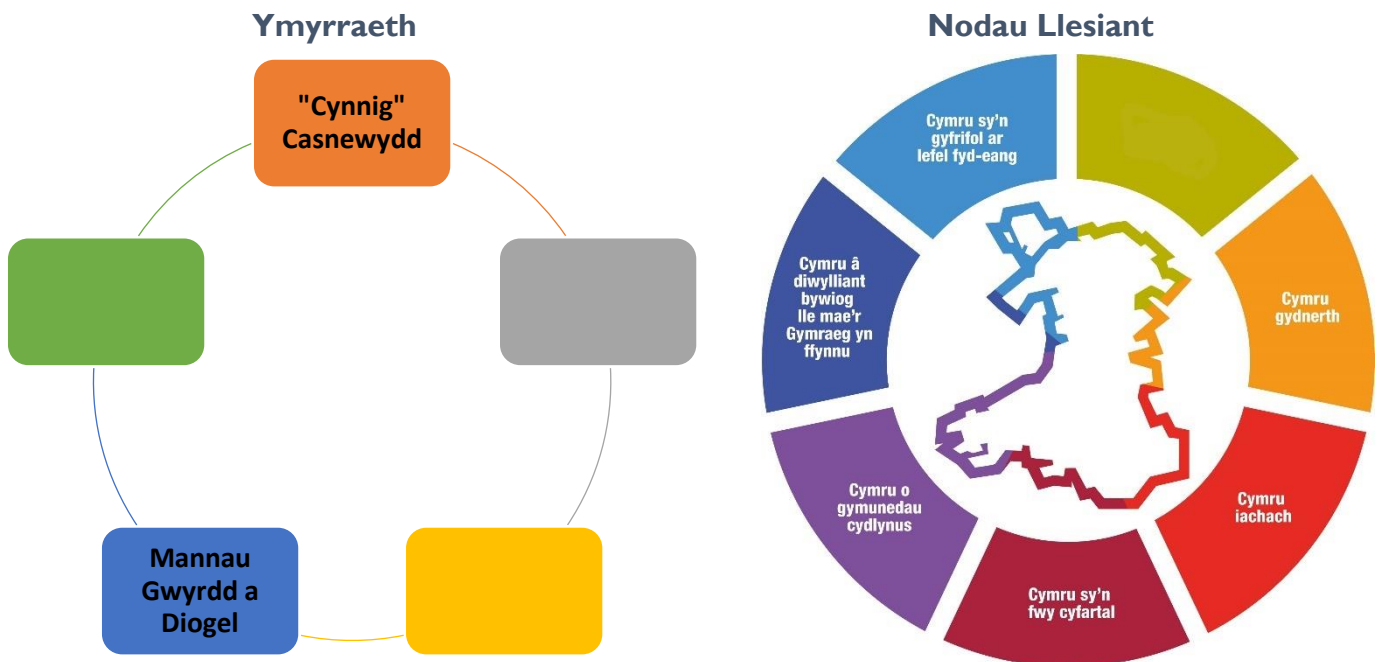 Ymyrraeth
"Cynnig"
Casnewydd
Mannau
Gwyrdd a
Diogel
Nodau Llesiant
Cymru sy'n
gyfrifol ar
lefel fyd-eang
Cymru
gydnerth
Cymru
iachach
Cymru sy'n
fwy cyfartal
Cymru o
gymunedau
cydlynus
Cymru â
diwylliant
bywiog
lle mae'r
Gymraeg yn
ffynnu